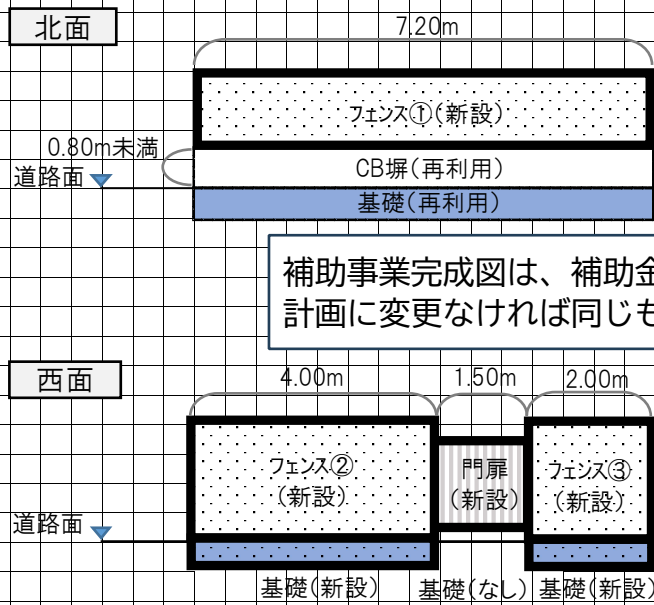 北面
7.20m
フェンス①(新設)
0.80m未満
道路面
CB塀(再利用)
基礎(再利用)
補助事業完成図は、補助金
計画に変更なければ同じも
西面
4.00m
1.50m
2.00m
フェンス②
(新設)
門扉
(新設)
フェンス③
(新設)
道路面
基礎(新設)
基礎(なし)
基礎(新設)